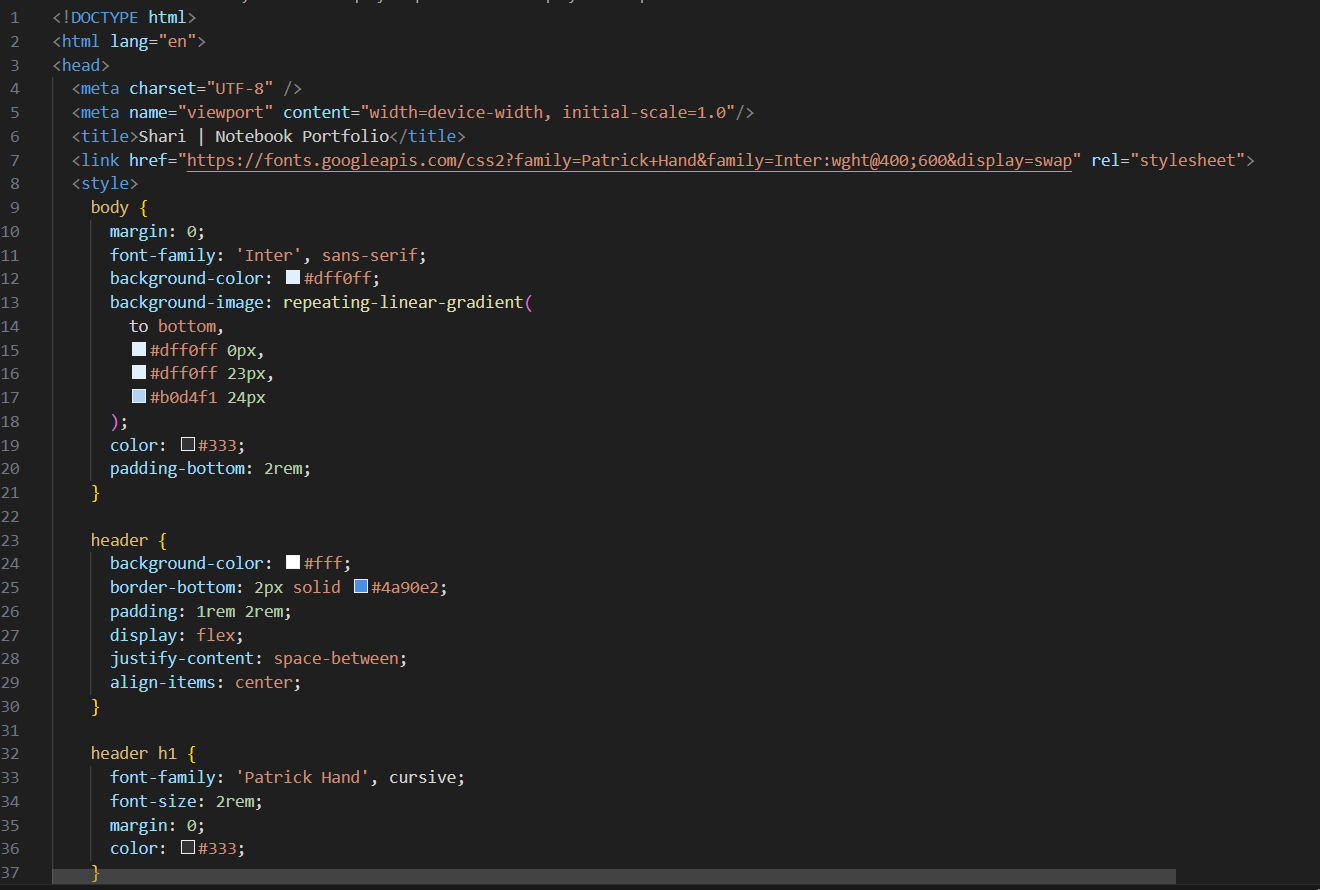 1 <!DOCTYPE html>
2 <html lang="en">
3 <head>
4 <meta charset="UTF-8" />
5 <meta name="viewport" content="width=device-width, initial-scale=1.0"/>
6 <title>Shari | Notebook Portfolio</title>
7 <link href="https://fonts.googleapis.com/css2?family=Patrick+Hand&family=Inter:wght@400;600&display=swap" rel="stylesheet">
8 <style>
9 body {
10 margin: 0;
11 font-family: 'Inter', sans-serif;
12 background-color: #dff0ff;
13 background-image: repeating-linear-gradient(
14 to bottom,
15 #dff0ff 0px,
16 #dff0ff 23px,
17 #b0d4f1 24px
18 );
19 color: #333;
20 padding-bottom: 2rem;
21 }
22
23 header {
24 background-color: #fff;
25 border-bottom: 2px solid #4a90e2;
26 padding: 1rem 2rem;
27 display: flex;
28 justify-content: space-between;
29 align-items: center;
30 }
31
32 header h1 {
33 font-family: 'Patrick Hand', cursive;
34 font-size: 2rem;
35 margin: 0;
36 color: #333;
37 }